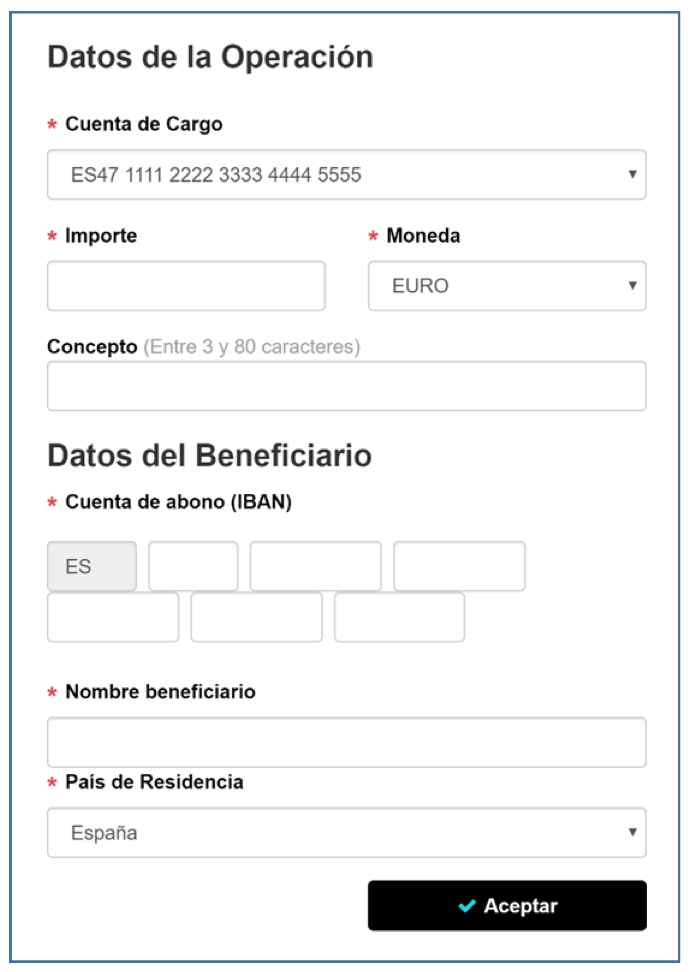 Datos de la Operación
* Cuenta de Cargo
ES47 1111 2222 3333 4444 5555
* Importe * Moneda
EURO
Concepto (Entre 3 y 80 caracteres)
Datos del Beneficiario
* Cuenta de abono (IBAN)
ES
* Nombre beneficiario
* País de Residencia
España
Aceptar